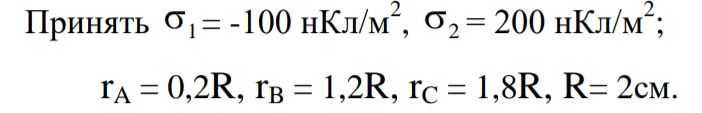 Принять σ₁= -100 нКл/м², σ₂= 200 нКл/м²;
r_A = 0,2R, r_B = 1,2R, r_C = 1,8R, R= 2см.